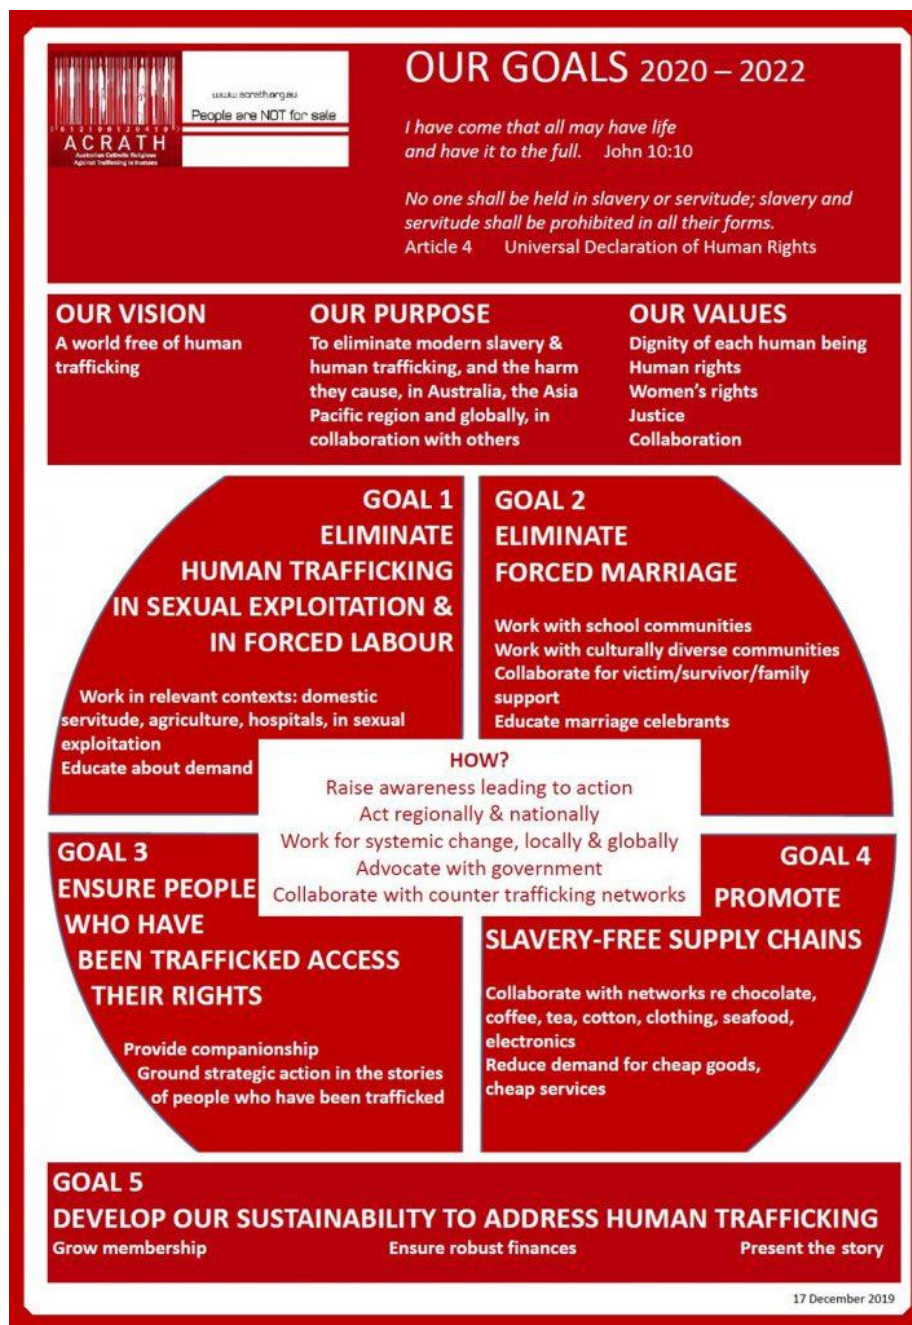 www.acrath.org.au
People are NOT for sale
ACRATH
Australian Catholic Religious
Against Trafficking in Humans
OUR GOALS 2020 – 2022
I have come that all may have life
and have it to the full. John 10:10
No one shall be held in slavery or servitude; slavery and
servitude shall be prohibited in all their forms.
Article 4 Universal Declaration of Human Rights
OUR VISION
A world free of human
trafficking
OUR PURPOSE
To eliminate modern slavery &
human trafficking, and the harm
they cause, in Australia, the Asia
Pacific region and globally, in
collaboration with others
OUR VALUES
Dignity of each human being
Human rights
Women's rights
Justice
Collaboration
GOAL 1
ELIMINATE
HUMAN TRAFFICKING
IN SEXUAL EXPLOITATION &
IN FORCED LABOUR
Work in relevant contexts: domestic
servitude, agriculture, hospitals, in sexual
exploitation
Educate about demand
GOAL 2
ELIMINATE
FORCED MARRIAGE
Work with school communities
Work with culturally diverse communities
Collaborate for victim/survivor/family
support
Educate marriage celebrants
HOW?
Raise awareness leading to action
Act regionally & nationally
Work for systemic change, locally & globally
Advocate with government
Collaborate with counter trafficking networks
GOAL 3
ENSURE PEOPLE
WHO HAVE
BEEN TRAFFICKED ACCESS
THEIR RIGHTS
Provide companionship
Ground strategic action in the stories
of people who have been trafficked
GOAL 4
PROMOTE
SLAVERY-FREE SUPPLY CHAINS
Collaborate with networks re chocolate,
coffee, tea, cotton, clothing, seafood,
electronics
Reduce demand for cheap goods,
cheap services
GOAL 5
DEVELOP OUR SUSTAINABILITY TO ADDRESS HUMAN TRAFFICKING
Grow membership
Ensure robust finances
Present the story
17 December 2019